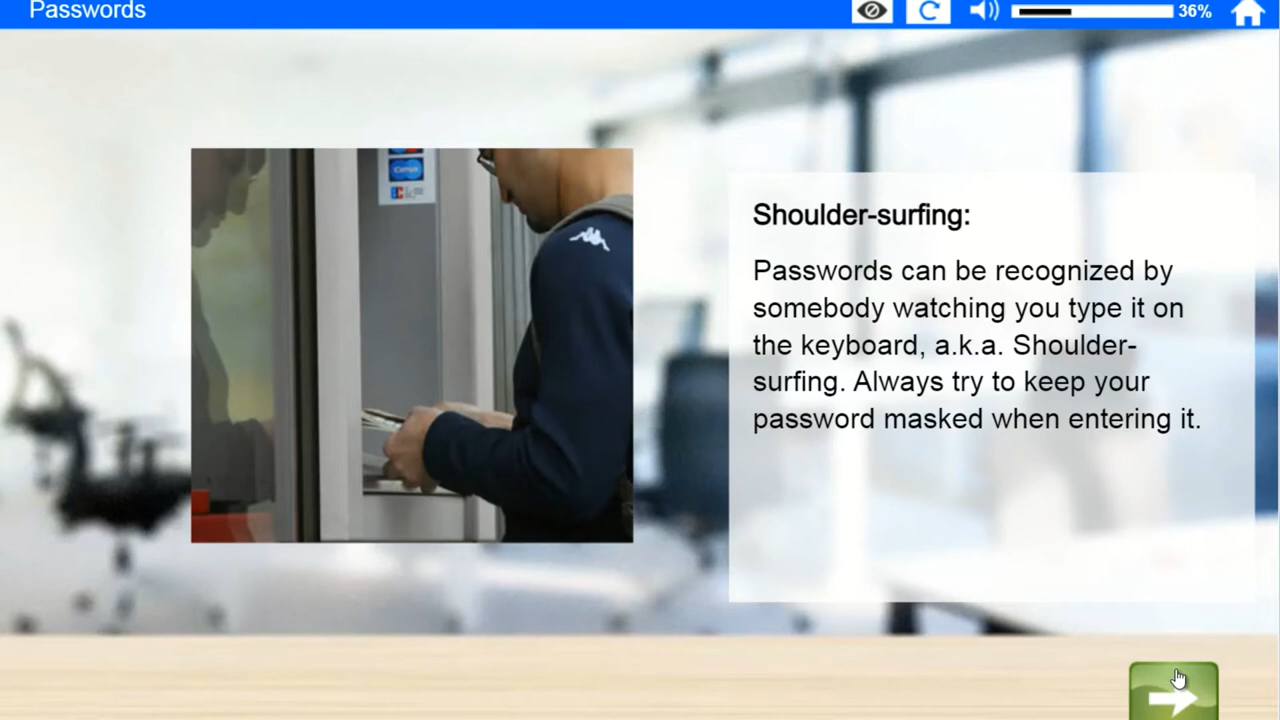 Passwords
36%
Cirrus
Shoulder-surfing:
Passwords can be recognized by
somebody watching you type it on
the keyboard, a.k.a. Shoulder-
surfing. Always try to keep your
password masked when entering it.